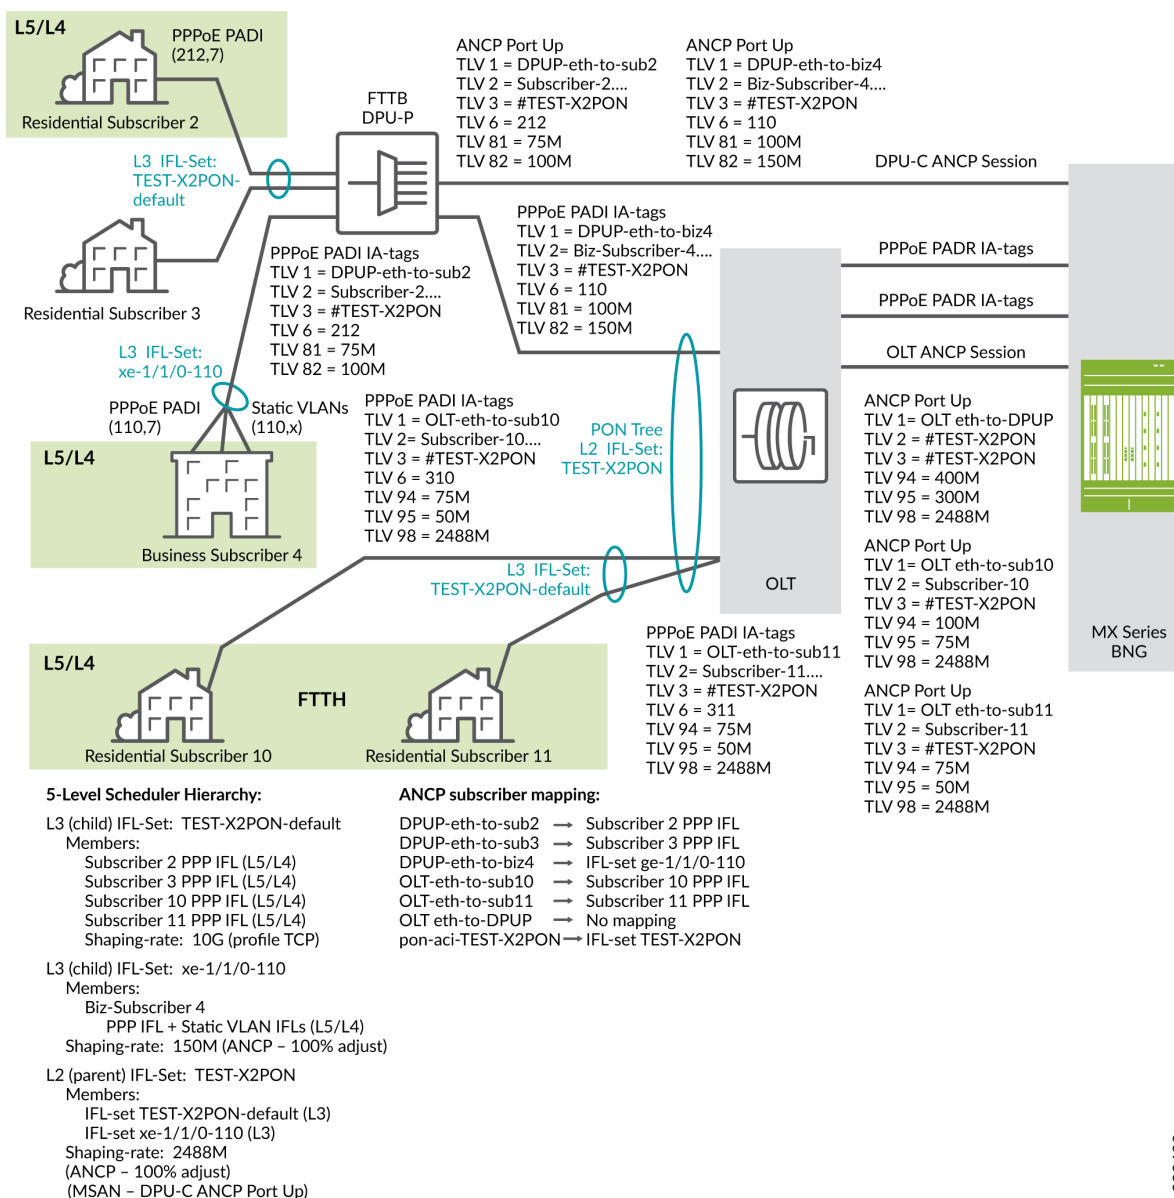 L5/L4
PPPoE PADI
(212,7)
Residential Subscriber 2
L3 IFL-Set:
TEST-X2PON-
default
Residential Subscriber 3
FTTB
DPU-P
ANCP Port Up
TLV 1 = DPUP-eth-to-sub2
TLV 2 = Subscriber-2....
TLV 3 = #TEST-X2PON
TLV 6 = 212
TLV 81 = 75M
TLV 82 = 100M
ANCP Port Up
TLV 1 = DPUP-eth-to-biz4
TLV 2 = Biz-Subscriber-4....
TLV 3 = #TEST-X2PON
TLV 6 = 110
TLV 81 = 100M
TLV 82 = 150M
DPU-C ANCP Session
PPPoE PADI IA-tags
TLV 1 = DPUP-eth-to-biz4
TLV 2= Biz-Subscriber-4....
TLV 3 = #TEST-X2PON
TLV 6 = 110
TLV 81 = 100M
TLV 82 = 150M
PPPoE PADI IA-tags
TLV 1 = DPUP-eth-to-sub2
TLV 2 = Subscriber-2....
TLV 3 = #TEST-X2PON
TLV 6 = 212
TLV 81 = 75M
TLV 82 = 100M
PPPoE PADR IA-tags
PPPoE PADR IA-tags
OLT ANCP Session
L3 IFL-Set:
xe-1/1/0-110
PPPoE PADI
(110,7)
Static VLANs
(110,x)
L5/L4
Business Subscriber 4
PPPoE PADI IA-tags
TLV 1 = OLT-eth-to-sub10
TLV 2= Subscriber-10....
TLV 3 = #TEST-X2PON
TLV 6 = 310
TLV 94 = 75M
TLV 95 = 50M
TLV 98 = 2488M
PON Tree
L2 IFL-Set:
TEST-X2PON
L3 IFL-Set:
TEST-X2PON-default
OLT
ANCP Port Up
TLV 1= OLT eth-to-DPUP
TLV 2 = #TEST-X2PON
TLV 3 = #TEST-X2PON
TLV 94 = 400M
TLV 95 = 300M
TLV 98 = 2488M
ANCP Port Up
TLV 1= OLT eth-to-sub10
TLV 2 = Subscriber-10
TLV 3 = #TEST-X2PON
TLV 94 = 100M
TLV 95 = 75M
TLV 98 = 2488M
ANCP Port Up
TLV 1= OLT eth-to-sub11
TLV 2 = Subscriber-11
TLV 3 = #TEST-X2PON
TLV 94 = 75M
TLV 95 = 50M
TLV 98 = 2488M
MX Series
BNG
L5/L4
FTTH
Residential Subscriber 10
Residential Subscriber 11
PPPoE PADI IA-tags
TLV 1 = OLT-eth-to-sub11
TLV 2= Subscriber-11....
TLV 3 = #TEST-X2PON
TLV 6 = 311
TLV 94 = 75M
TLV 95 = 50M
TLV 98 = 2488M
5-Level Scheduler Hierarchy:
L3 (child) IFL-Set: TEST-X2PON-default
Members:
Subscriber 2 PPP IFL (L5/L4)
Subscriber 3 PPP IFL (L5/L4)
Subscriber 10 PPP IFL (L5/L4)
Subscriber 11 PPP IFL (L5/L4)
Shaping-rate: 10G (profile TCP)
L3 (child) IFL-Set: xe-1/1/0-110
Members:
Biz-Subscriber 4
PPP IFL + Static VLAN IFLs (L5/L4)
Shaping-rate: 150M (ANCP – 100% adjust)
L2 (parent) IFL-Set: TEST-X2PON
Members:
IFL-set TEST-X2PON-default (L3)
IFL-set xe-1/1/0-110 (L3)
Shaping-rate: 2488M
(ANCP – 100% adjust)
(MSAN – DPU-C ANCP Port Up)
ANCP subscriber mapping:
DPUP-eth-to-sub2 → Subscriber 2 PPP IFL
DPUP-eth-to-sub3 → Subscriber 3 PPP IFL
DPUP-eth-to-biz4 → IFL-set ge-1/1/0-110
OLT-eth-to-sub10 → Subscriber 10 PPP IFL
OLT-eth-to-sub11 → Subscriber 11 PPP IFL
OLT eth-to-DPUP → No mapping
pon-aci-TEST-X2PON → IFL-set TEST-X2PON